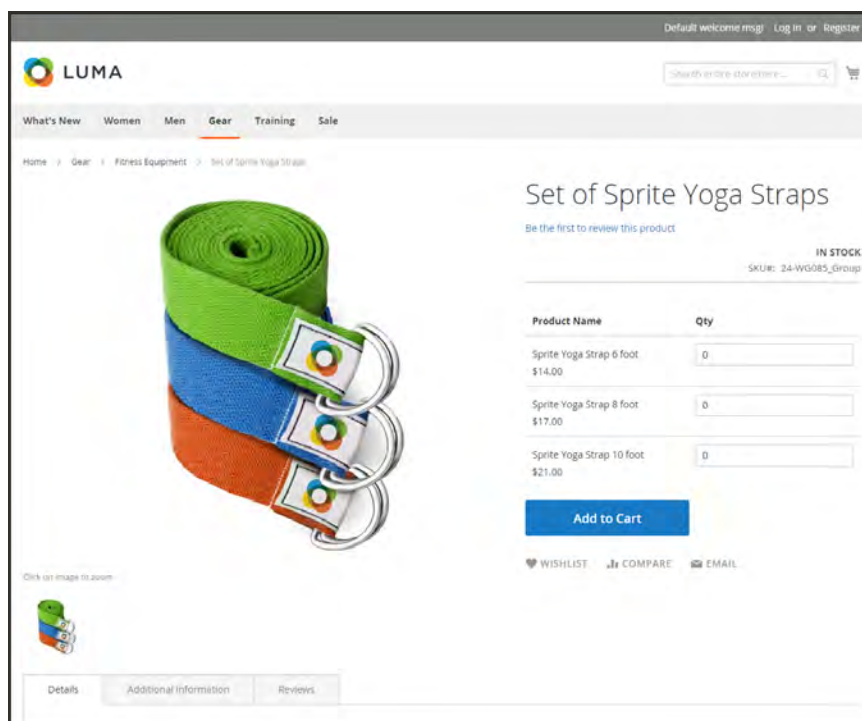 Default welcome msg! Log In or Register
LUMA
Search entire store here...
What's New Women Men Gear Training Sale
Home > Gear > Fitness Equipment > Set of Sprite Yoga Straps
Set of Sprite Yoga Straps
Be the first to review this product
IN STOCK
SKU#: 24-WG085_Group
Product Name Qty
Sprite Yoga Strap 6 foot
$14.00
0
Sprite Yoga Strap 8 foot
$17.00
0
Sprite Yoga Strap 10 foot
$21.00
0
Add to Cart
WISHLIST COMPARE EMAIL
Click on image to zoom
Details Additional Information Reviews